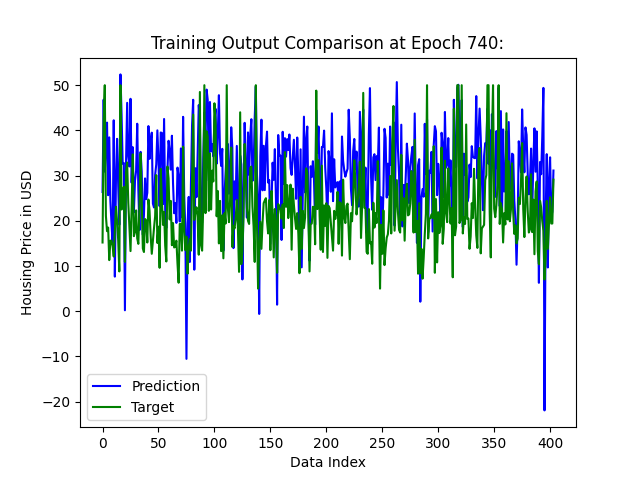 Training Output Comparison at Epoch 740:
50
40
30
20
10
0
−10
−20
Housing Price in USD
Prediction
Target
0 50 100 150 200 250 300 350 400
Data Index